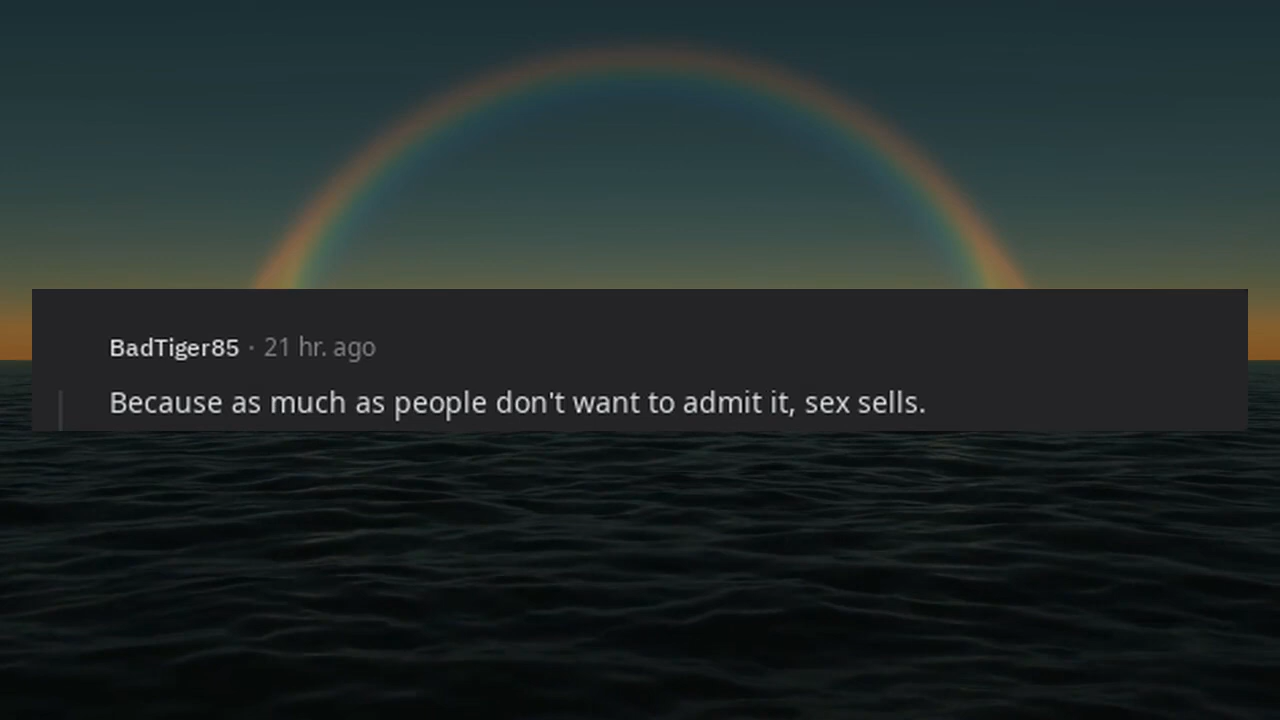 BadTiger85 · 21 hr. ago
Because as much as people don't want to admit it, sex sells.